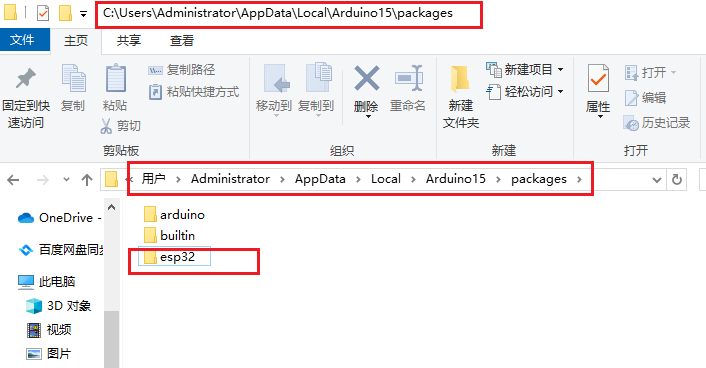 C:\Users\Administrator\AppData\Local\Arduino15\packages
文件 主页 共享 查看
固定到快速访问 复制 粘贴 复制路径 粘贴快捷方式 剪切 移动到 复制到 删除 重命名 新建文件夹 新建项目 轻松访问 属性 打开 编辑 历史记录
剪贴板 组织 新建 打开
« 用户 > Administrator > AppData > Local > Arduino15 > packages >
OneDrive -
百度网盘同步
此电脑
3D 对象
视频
图片
arduino
builtin
esp32